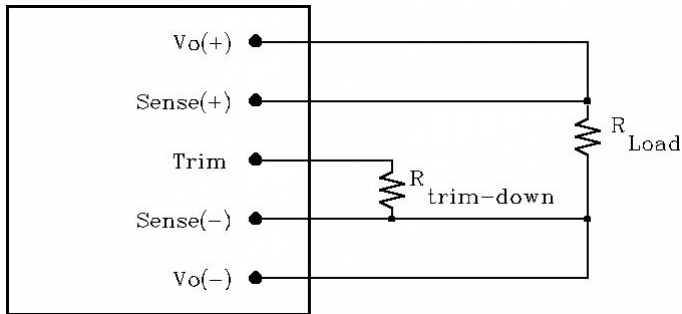 Vo(+)
Sense(+)
Trim
Sense(-)
Vo(-)
R Load
R trim-down